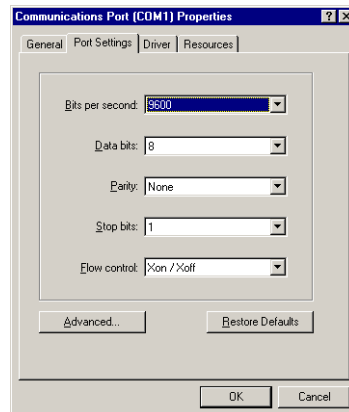 Communications Port (COM1) Properties
General Port Settings Driver Resources
Bits per second: 9600
Data bits: 8
Parity: None
Stop bits: 1
Flow control: Xon / Xoff
Advanced... Restore Defaults
OK Cancel